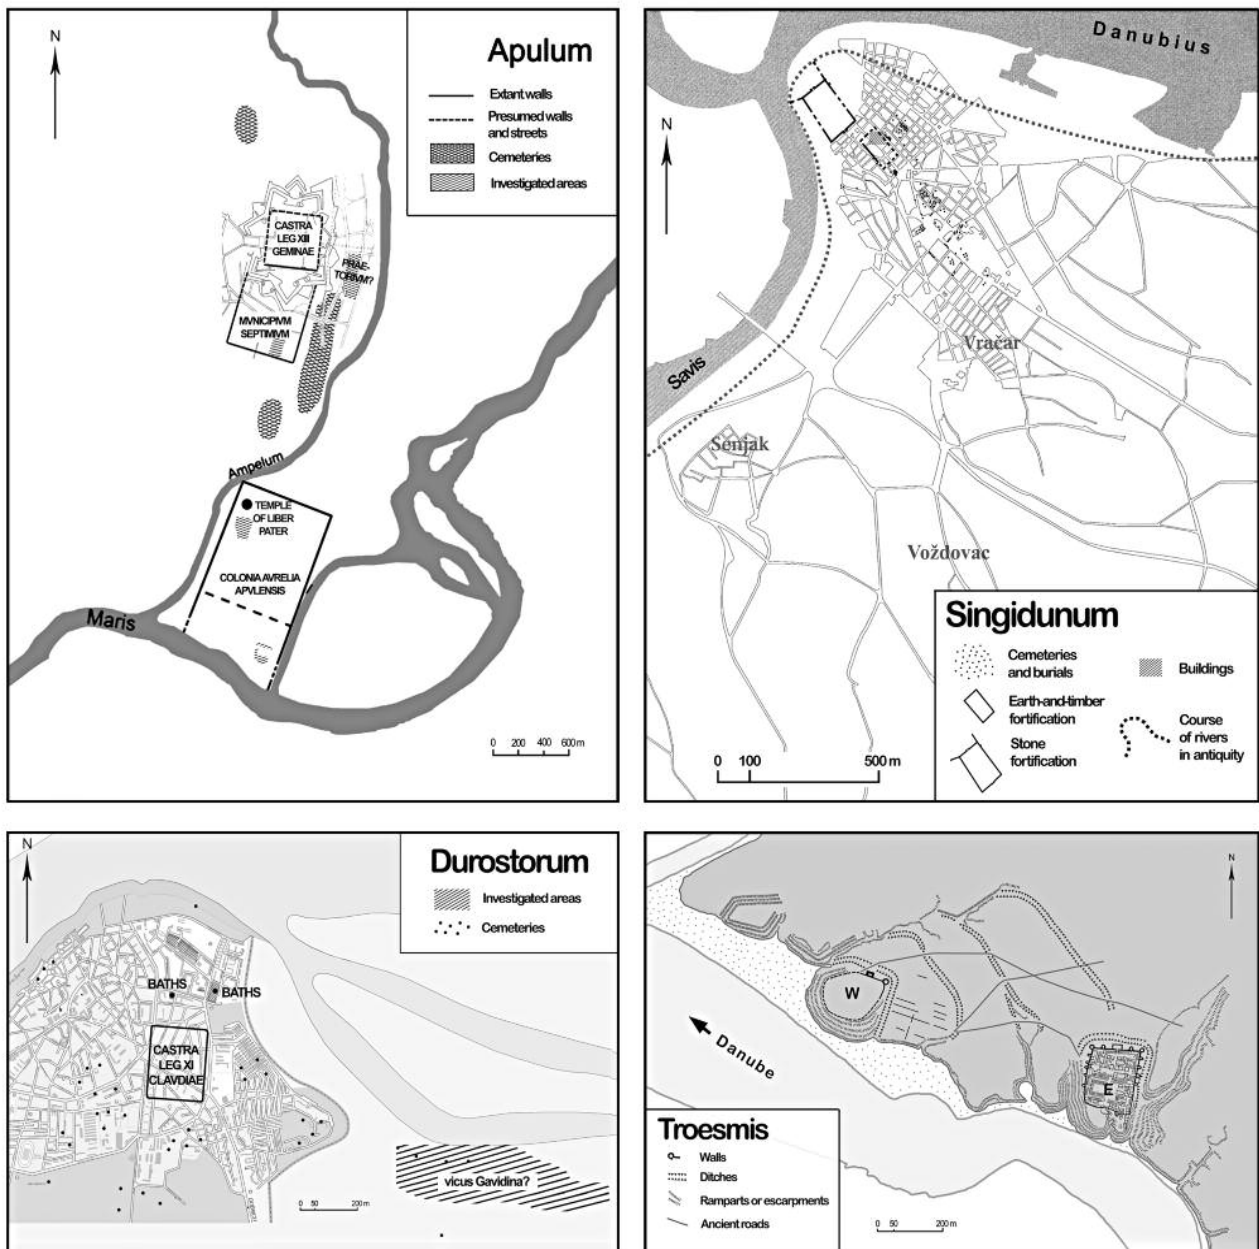 N
Apulum
Extant walls
Presumed walls
and streets
Cemeteries
Investigated areas
CASTRA
LEG XIII
GEMINAE
PRAE-
TORIVM?
MVNICIPIVM
SEPTIMIVM
Ampelum
TEMPLE
OF LIBER
PATER
COLONIA AVRELIA
APVLENSIS
Maris
0 200 400 600m
Danubius
N
Savis
Vračar
Senjak
Voždovac
Singidunum
Cemeteries
and burials
Buildings
Earth-and-timber
fortification
Course
of rivers
in antiquity
Stone
fortification
0 100 500 m
N
Durostorum
Investigated areas
Cemeteries
BATHS
BATHS
CASTRA
LEG XI
CLAVDIAE
vicus Gavidina?
0 50 200 m
N
W
E
Danube
Troesmis
Walls
Ditches
Ramparts or escarpments
Ancient roads
0 50 200 m